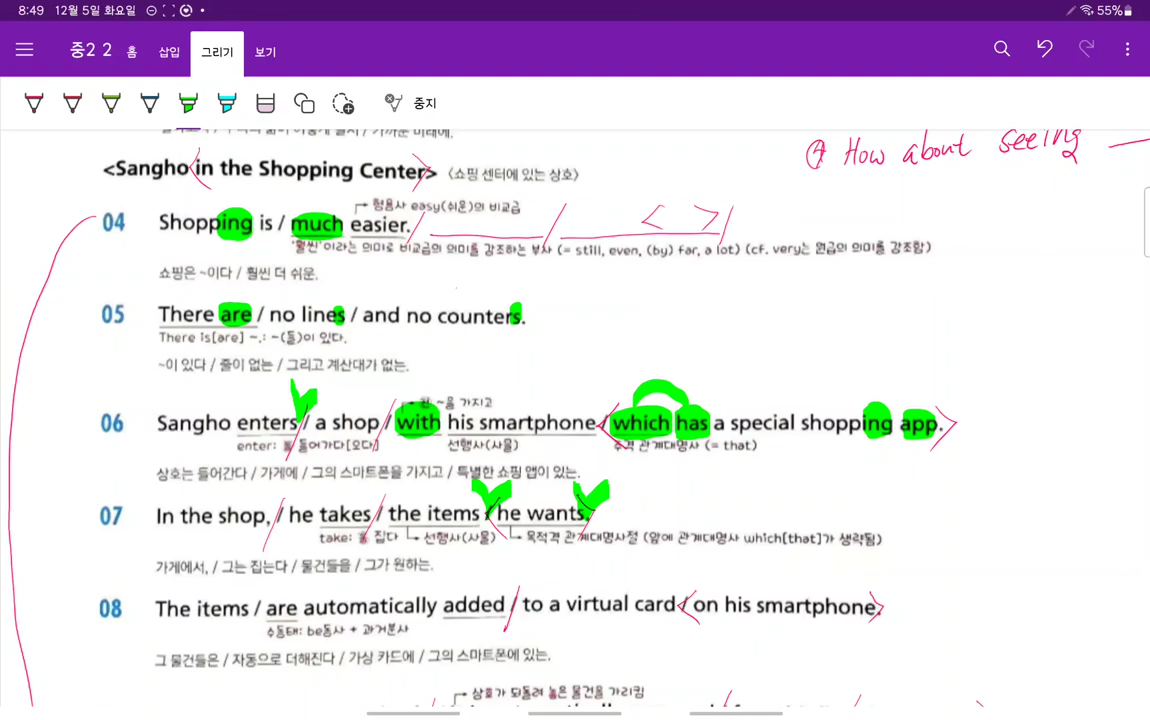 8:49 12월 5일 화요일 55%
중2 2 홈 삽입 그리기 보기
중지
가까운 미래에.
④ How about seeing
<Sangho in the Shopping Center> 〈쇼핑 센터에 있는 상호〉
형용사 easy(쉬운)의 비교급
04 Shopping is / much easier.
'훨씬'이라는 의미로 비교급의 의미를 강조하는 부사 (= still, even, (by) far, a lot) (cf. very는 원급의 의미를 강조함)
쇼핑은 ~이다 / 훨씬 더 쉬운.
05 There are / no lines / and no counters.
There is[are] ~.: ~(들)이 있다.
~이 있다 / 줄이 없는 / 그리고 계산대가 없는.
전 ~을 가지고
06 Sangho enters / a shop / with his smartphone / which has a special shopping app.
enter: 동 들어가다[오다] 선행사(사물) 주격 관계대명사 (= that)
상호는 들어간다 / 가게에 / 그의 스마트폰을 가지고 / 특별한 쇼핑 앱이 있는.
07 In the shop, / he takes / the items / he wants.
take: 동 집다 선행사(사물) 목적격 관계대명사절 (앞에 관계대명사 which[that]가 생략됨)
가게에서, / 그는 집는다 / 물건들을 / 그가 원하는.
08 The items / are automatically added / to a virtual card / on his smartphone.
수동태: be동사 + 과거분사
그 물건들은 / 자동으로 더해진다 / 가상 카드에 / 그의 스마트폰에 있는.
상호가 되돌려 놓은 물건을 가리킴